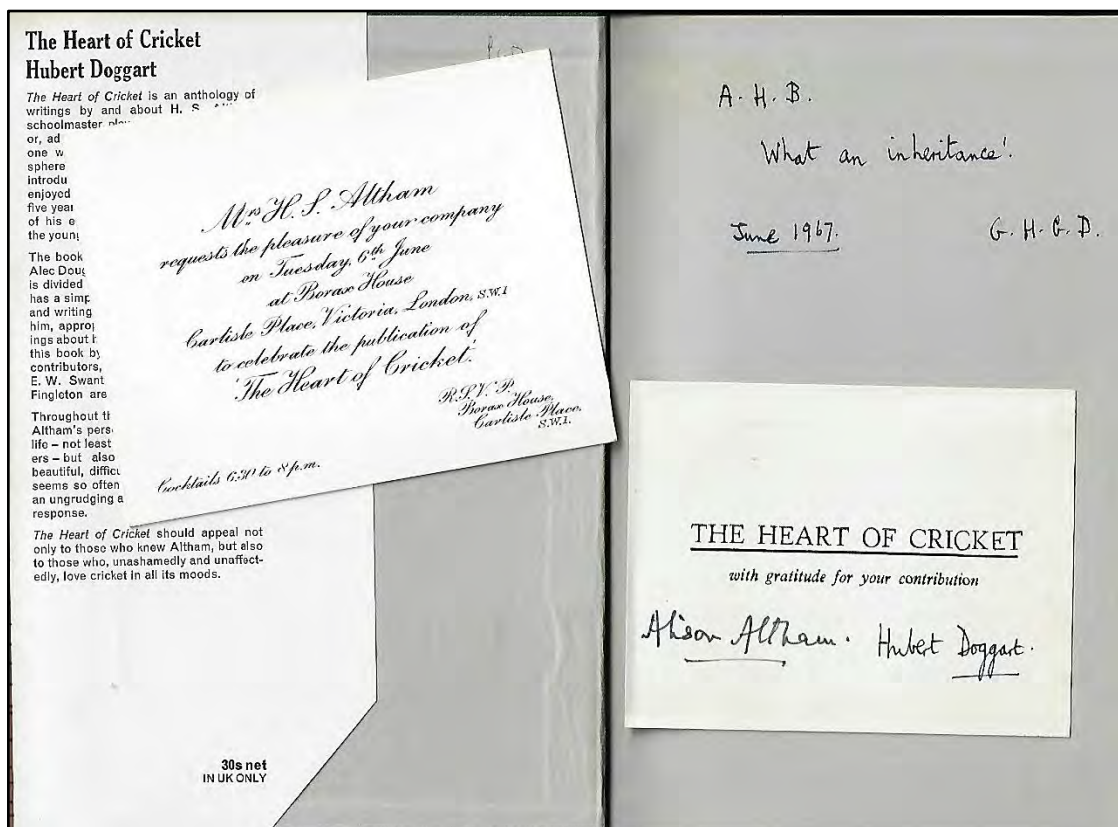 The Heart of Cricket
Hubert Doggart
The Heart of Cricket is an anthology of
writings by and about H. S.
schoolmaster
or, ad
one w
sphere
introdu
enjoyed
five year
of his e
the young
The book
Alec Doug
is divided
has a simp
and writing
him, approp
ings about h
this book by
contributors,
E. W. Swant
Fingleton are
Throughout th
Altham's pers
life – not least
ers – but also
beautiful, difficu
seems so often
an ungrudging a
response.
The Heart of Cricket should appeal not
only to those who knew Altham, but also
to those who, unashamedly and unaffect-
edly, love cricket in all its moods.
30s net
IN UK ONLY
Mrs H. S. Altham
requests the pleasure of your company
on Tuesday, 6th June
at Borax House
Carlisle Place, Victoria, London, S.W.1
to celebrate the publication of
'The Heart of Cricket'.
R.S.V.P.
Borax House,
Carlisle Place,
S.W.1.
Cocktails 6.30 to 8 p.m.
A. H. B.
What an inheritance!
June 1967.
G. H. G. D.
THE HEART OF CRICKET
with gratitude for your contribution
Alison Altham. Hubert Doggart.